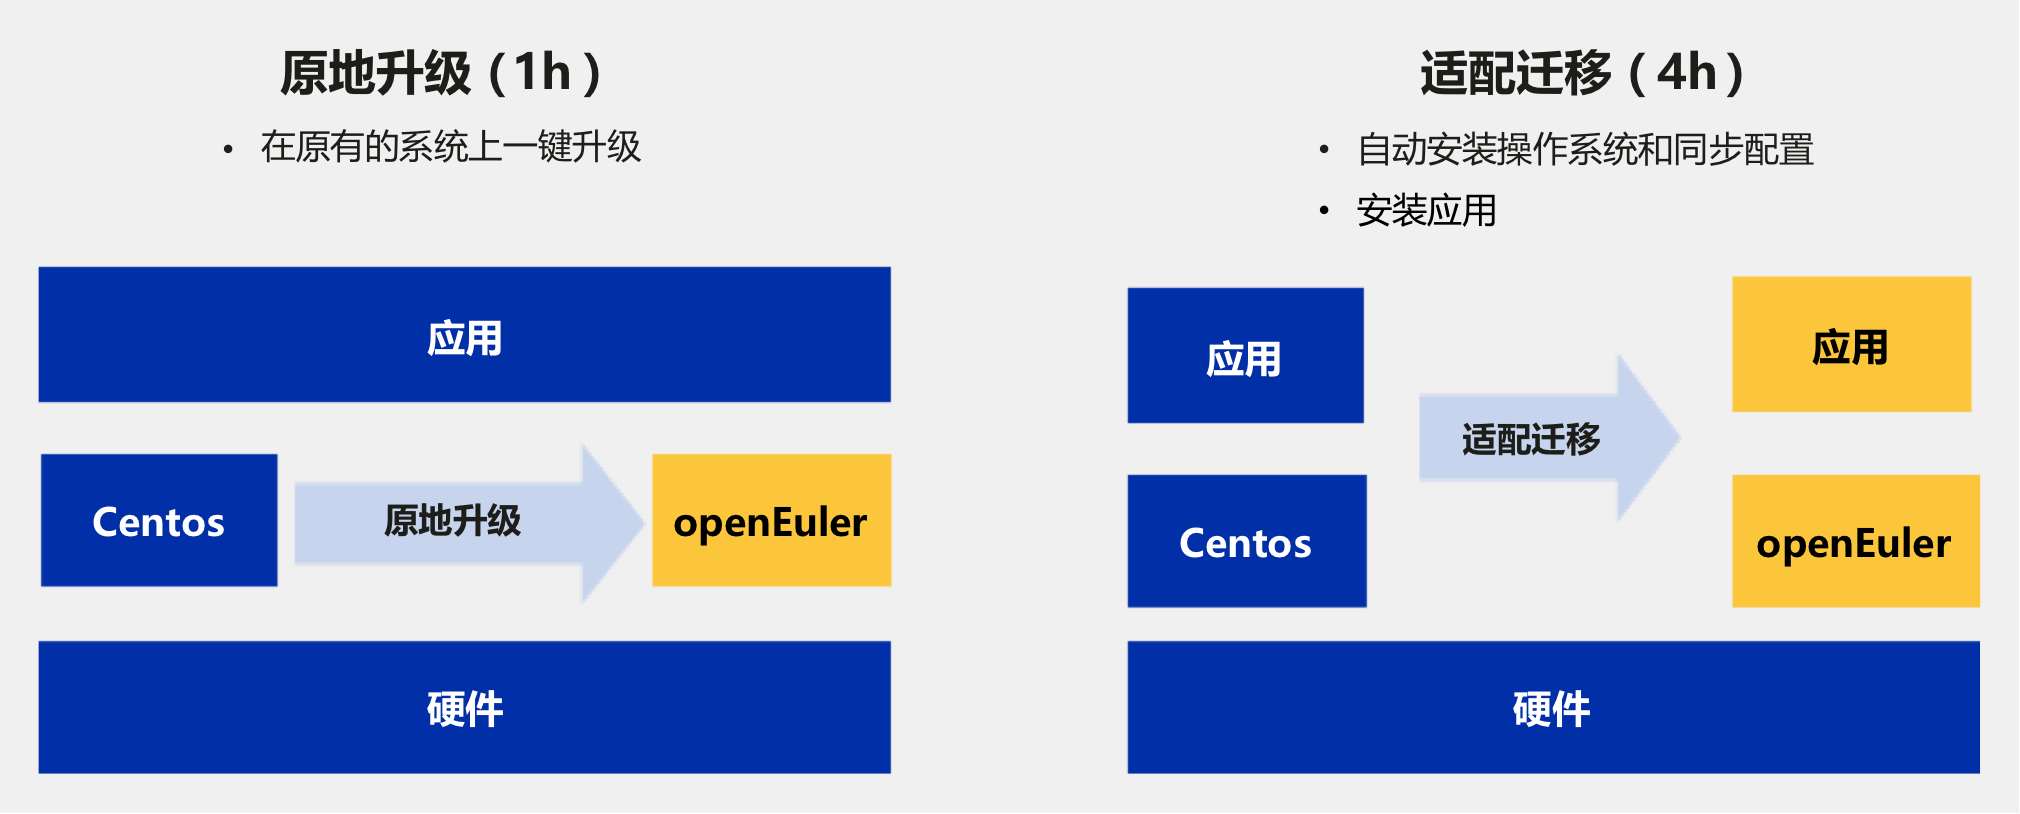 原地升级（1h）
• 在原有的系统上一键升级
应用
Centos
原地升级
openEuler
硬件
适配迁移（4h）
• 自动安装操作系统和同步配置
• 安装应用
应用
应用
适配迁移
Centos
openEuler
硬件